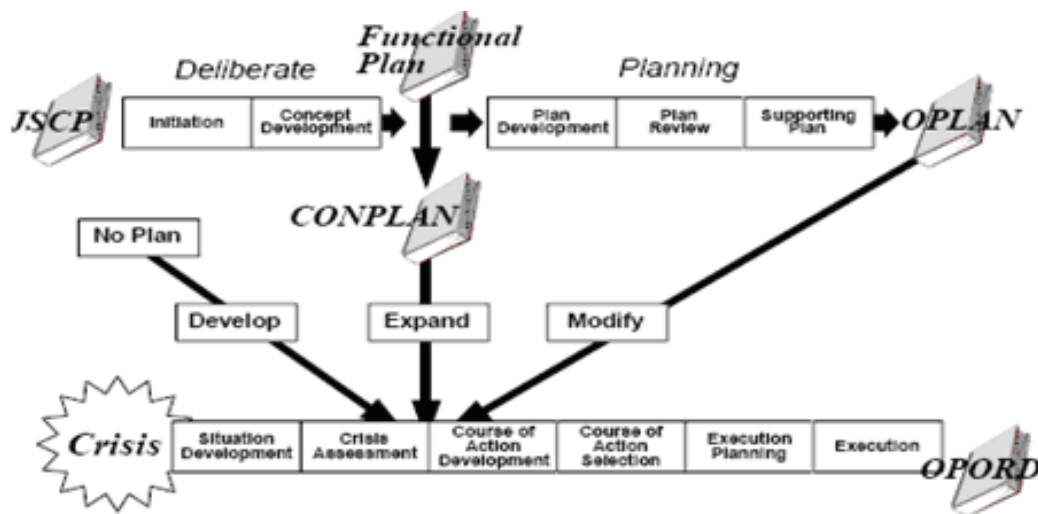 Functional
Plan
Deliberate
Planning
JSCP
Initiation
Concept
Development
Plan
Development
Plan
Review
Supporting
Plan
OPLAN
CONPLAN
No Plan
Develop
Expand
Modify
Crisis
Situation
Development
Crisis
Assessment
Course of
Action
Development
Course of
Action
Selection
Execution
Planning
Execution
OPORD